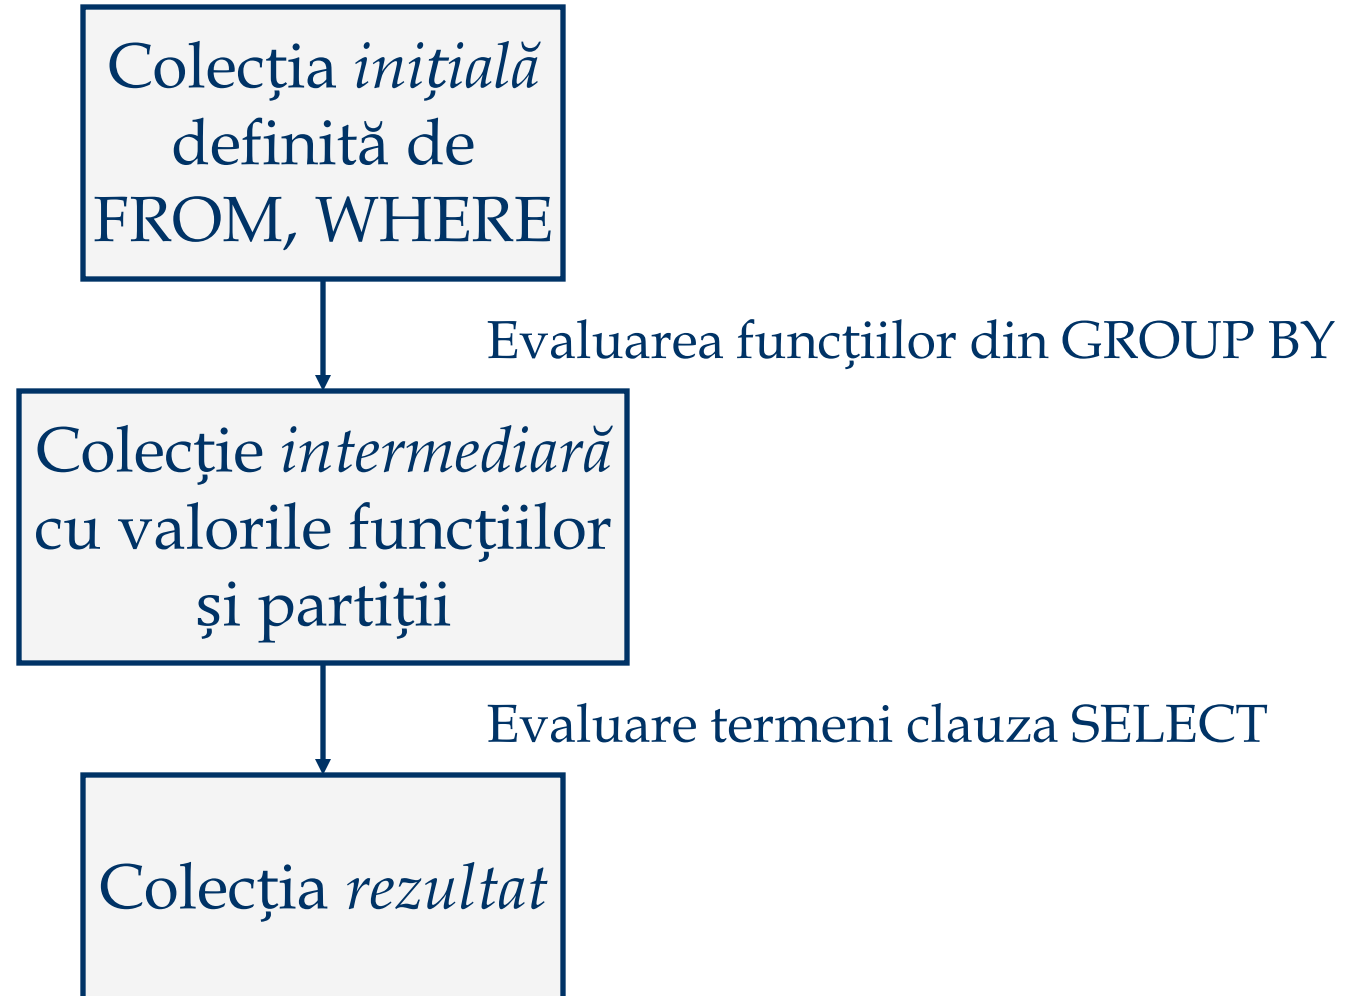 Colecția inițială
definită de
FROM, WHERE
Evaluarea funcțiilor din GROUP BY
Colecție intermediară
cu valorile funcțiilor
și partiții
Evaluare termeni clauza SELECT
Colecția rezultat